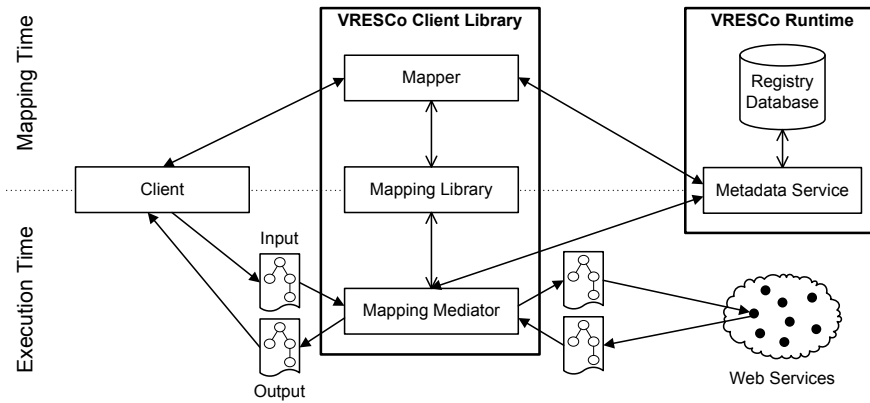 VRESCo Client Library
VRESCo Runtime
Mapping Time
Mapper
Registry
Database
Client
Mapping Library
Metadata Service
Execution Time
Input
Mapping Mediator
Output
Web Services